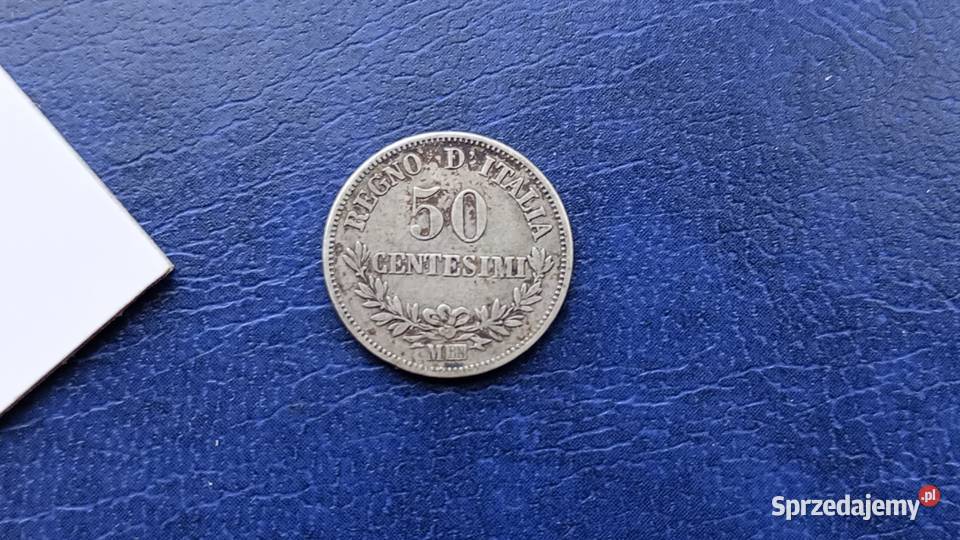 REGNO D'ITALIA
50
CENTESIMI
M BN
Sprzedajemy.pl